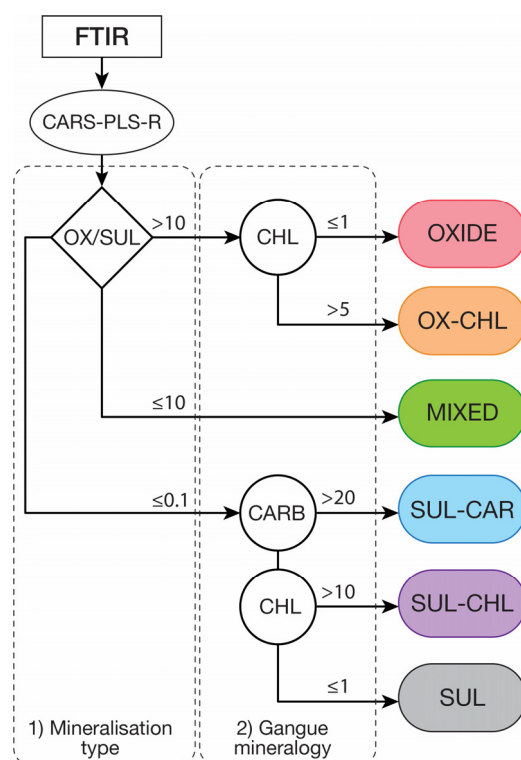 FTIR
CARS-PLS-R
OX/SUL
>10
CHL
≤1
OXIDE
>5
OX-CHL
≤10
MIXED
≤0.1
CARB
>20
SUL-CAR
CHL
>10
SUL-CHL
≤1
SUL
1) Mineralisation
type
2) Gangue
mineralogy